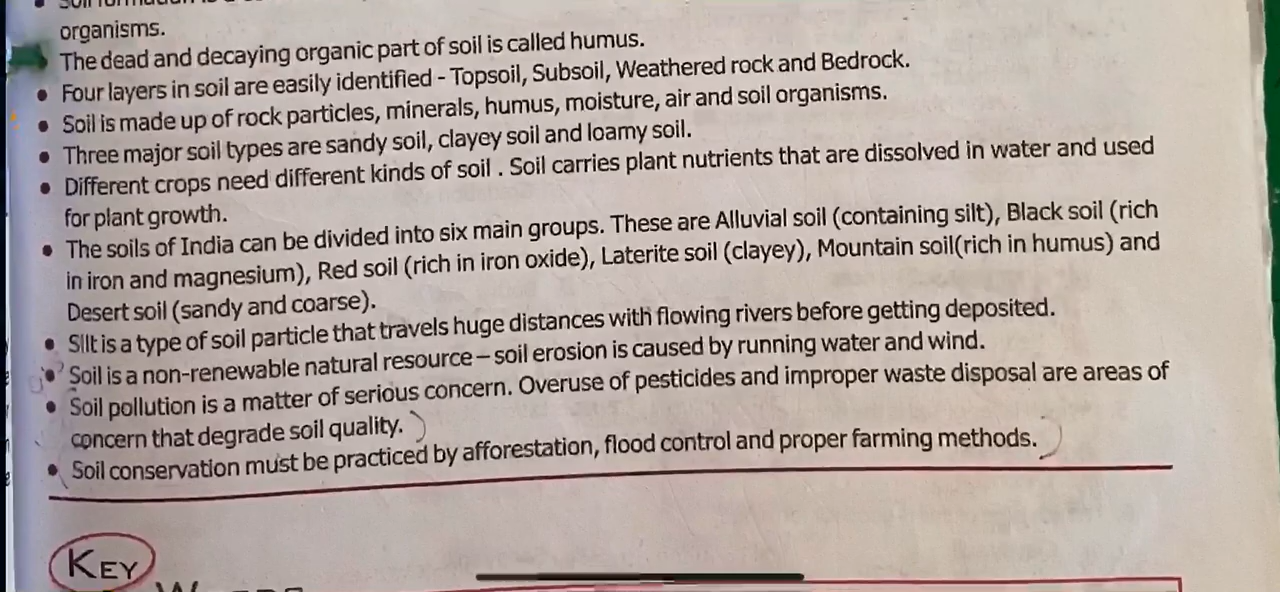 organisms.
The dead and decaying organic part of soil is called humus.
• Four layers in soil are easily identified - Topsoil, Subsoil, Weathered rock and Bedrock.
• Soil is made up of rock particles, minerals, humus, moisture, air and soil organisms.
• Three major soil types are sandy soil, clayey soil and loamy soil.
• Different crops need different kinds of soil . Soil carries plant nutrients that are dissolved in water and used
for plant growth.
• The soils of India can be divided into six main groups. These are Alluvial soil (containing silt), Black soil (rich
in iron and magnesium), Red soil (rich in iron oxide), Laterite soil (clayey), Mountain soil(rich in humus) and
Desert soil (sandy and coarse).
• Silt is a type of soil particle that travels huge distances with flowing rivers before getting deposited.
• Soil is a non-renewable natural resource – soil erosion is caused by running water and wind.
• Soil pollution is a matter of serious concern. Overuse of pesticides and improper waste disposal are areas of
concern that degrade soil quality.
• Soil conservation must be practiced by afforestation, flood control and proper farming methods.
KEY